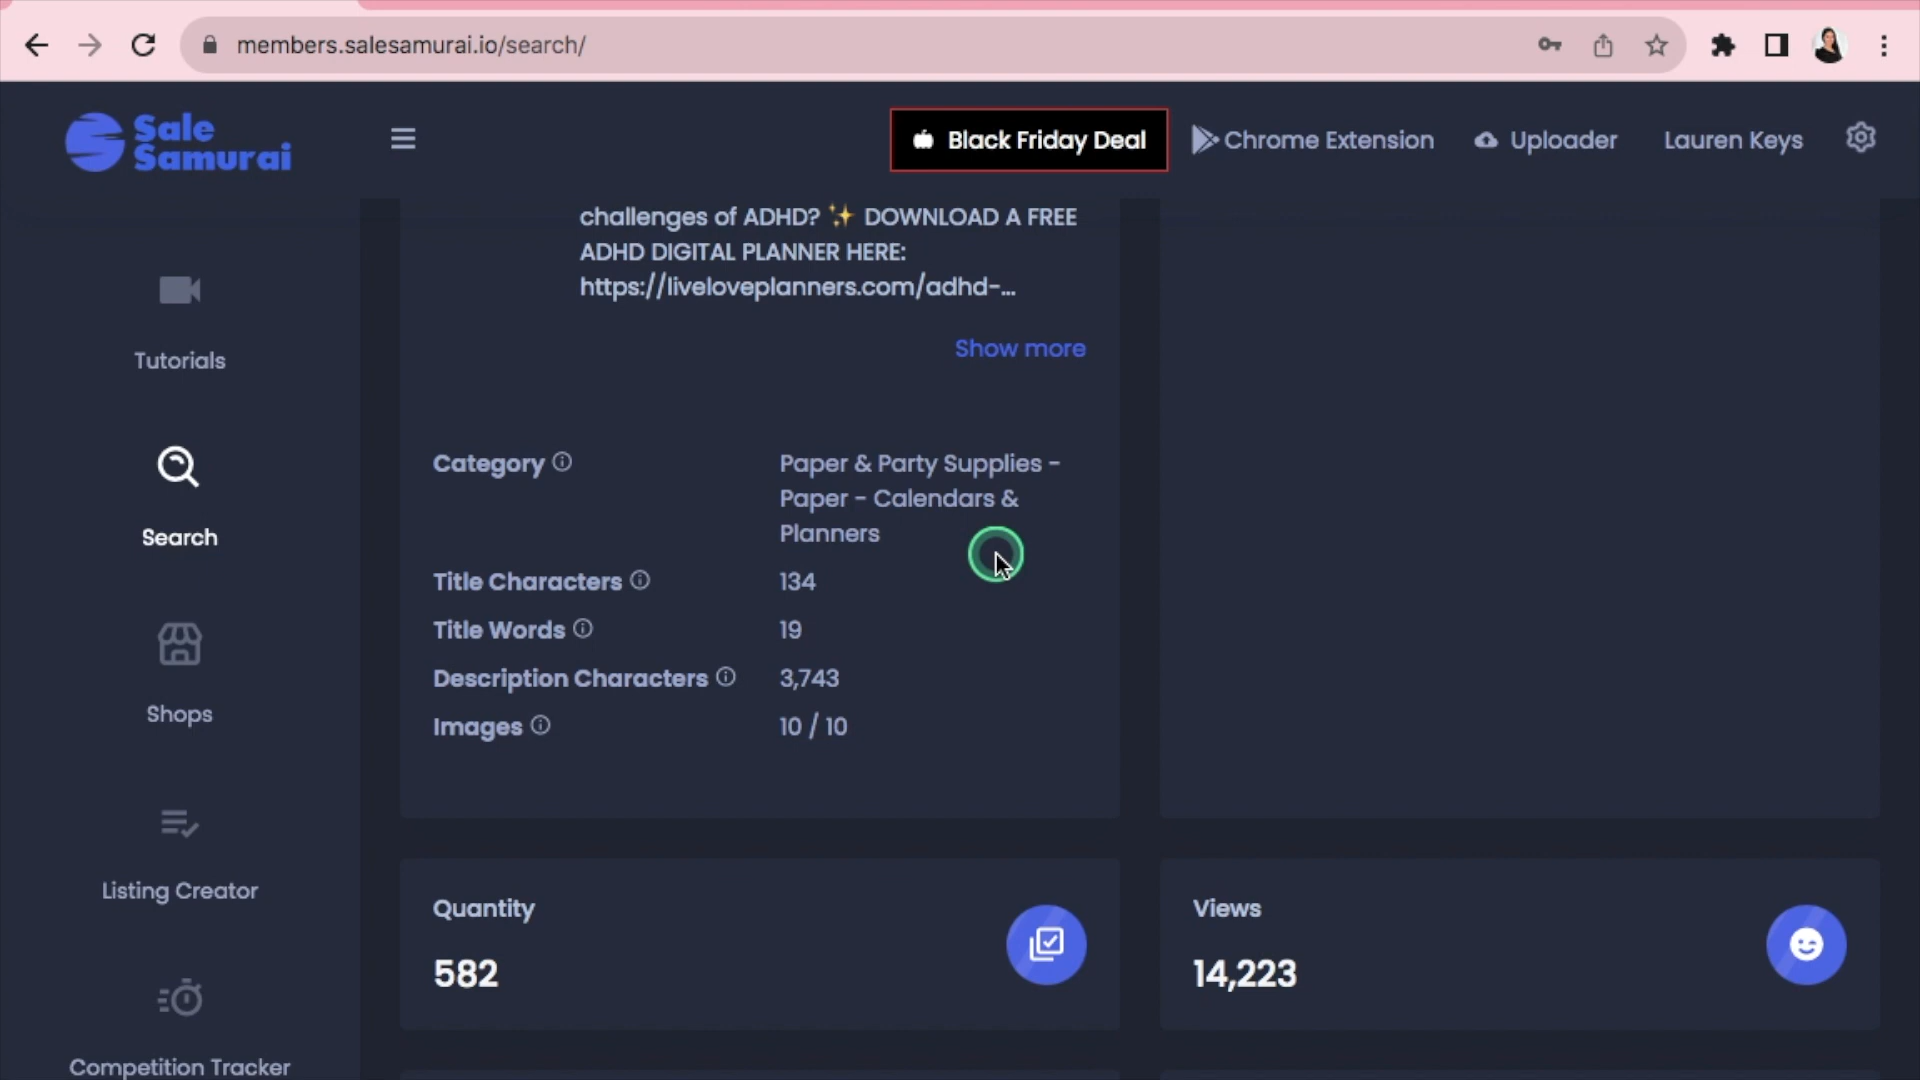 members.salesamurai.io/search/
Sale
Samurai
Black Friday Deal
Chrome Extension
Uploader
Lauren Keys
challenges of ADHD? ✨ DOWNLOAD A FREE
ADHD DIGITAL PLANNER HERE:
https://liveloveplanners.com/adhd-...
Show more
Tutorials
Search
Shops
Listing Creator
Competition Tracker
Category
Paper & Party Supplies -
Paper - Calendars &
Planners
Title Characters 134
Title Words 19
Description Characters 3,743
Images 10 / 10
Quantity
582
Views
14,223